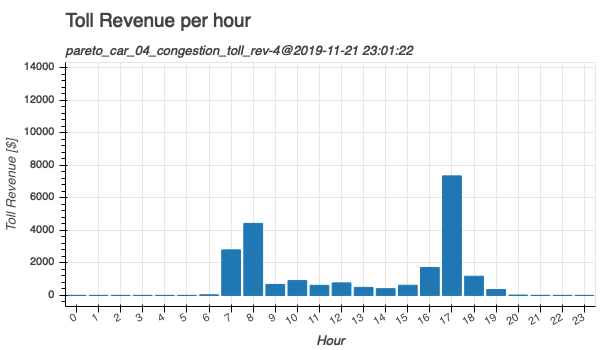 Toll Revenue per hour
pareto_car_04_congestion_toll_rev-4@2019-11-21 23:01:22
14000
12000
10000
8000
6000
4000
2000
0
Toll Revenue [$]
0 1 2 3 4 5 6 7 8 9 10 11 12 13 14 15 16 17 18 19 20 21 22 23
Hour